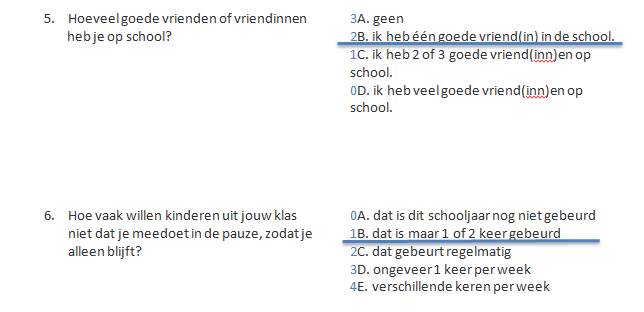 5. Hoeveel goede vrienden of vriendinnen
heb je op school?
3A. geen
2B. ik heb één goede vriend(in) in de school.
1C. ik heb 2 of 3 goede vriend(inn)en op
school.
0D. ik heb veel goede vriend(inn)en op
school.
6. Hoe vaak willen kinderen uit jouw klas
niet dat je meedoet in de pauze, zodat je
alleen blijft?
0A. dat is dit schooljaar nog niet gebeurd
1B. dat is maar 1 of 2 keer gebeurd
2C. dat gebeurt regelmatig
3D. ongeveer 1 keer per week
4E. verschillende keren per week